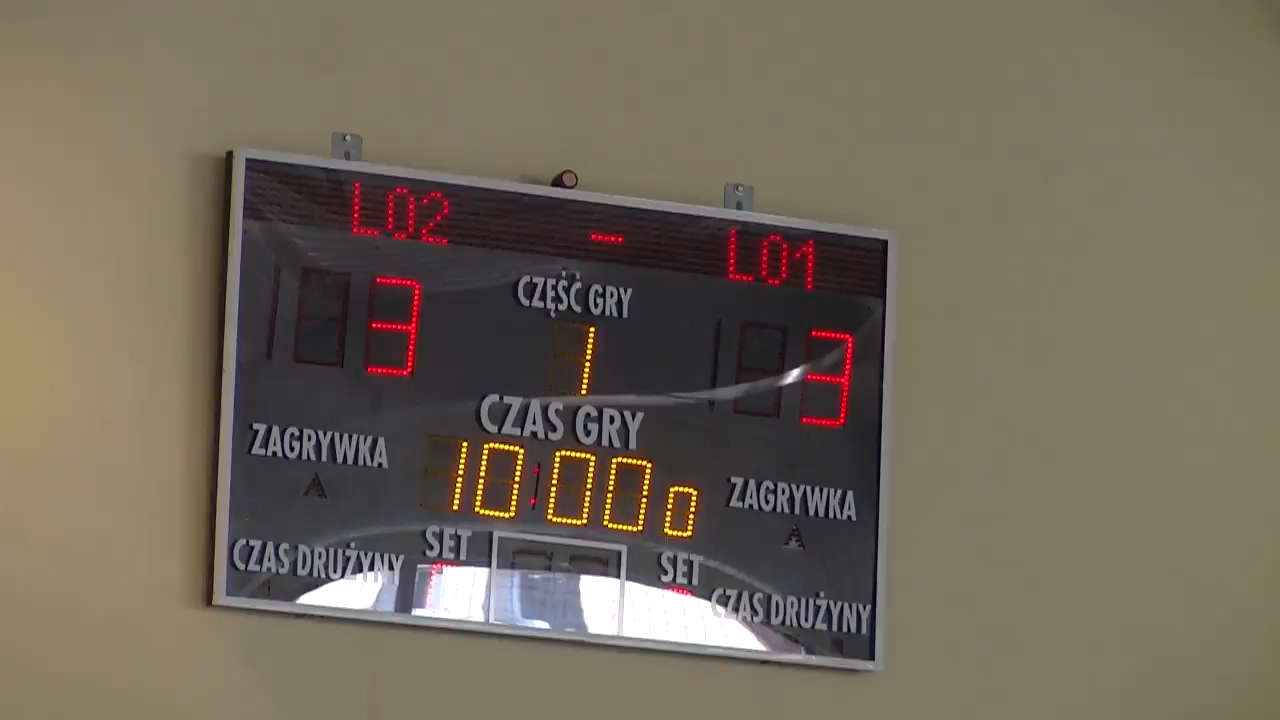 L02 - L01
3 CZĘŚĆ GRY 3
1
CZAS GRY
ZAGRYWKA 10:00 0 ZAGRYWKA
SET SET
CZAS DRUŻYNY CZAS DRUŻYNY